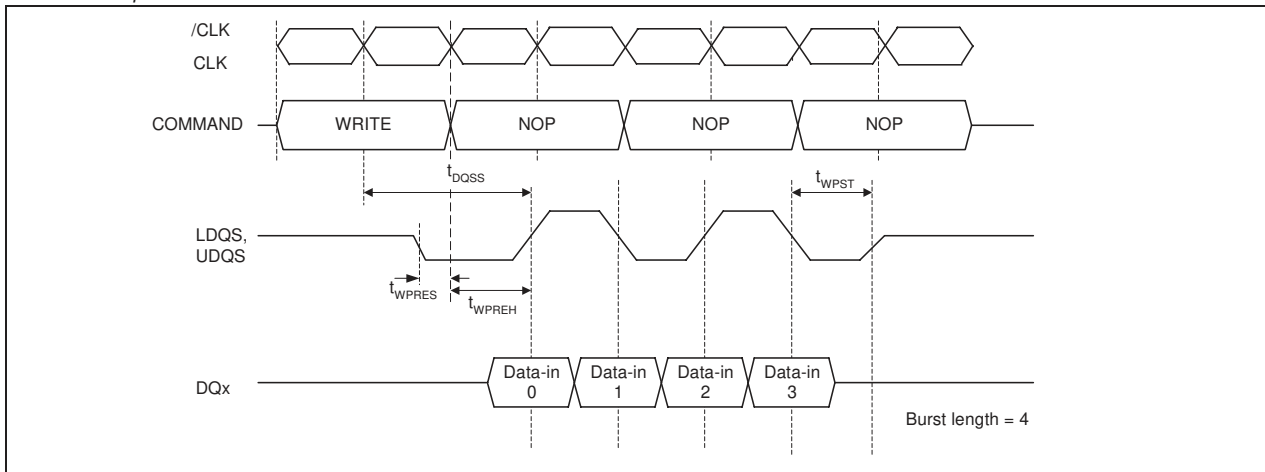 /CLK
CLK
COMMAND
WRITE
NOP
NOP
NOP
tDQSS
tWPST
LDQS,
UDQS
tWPRES
tWPREH
DQx
Data-in
0
Data-in
1
Data-in
2
Data-in
3
Burst length = 4